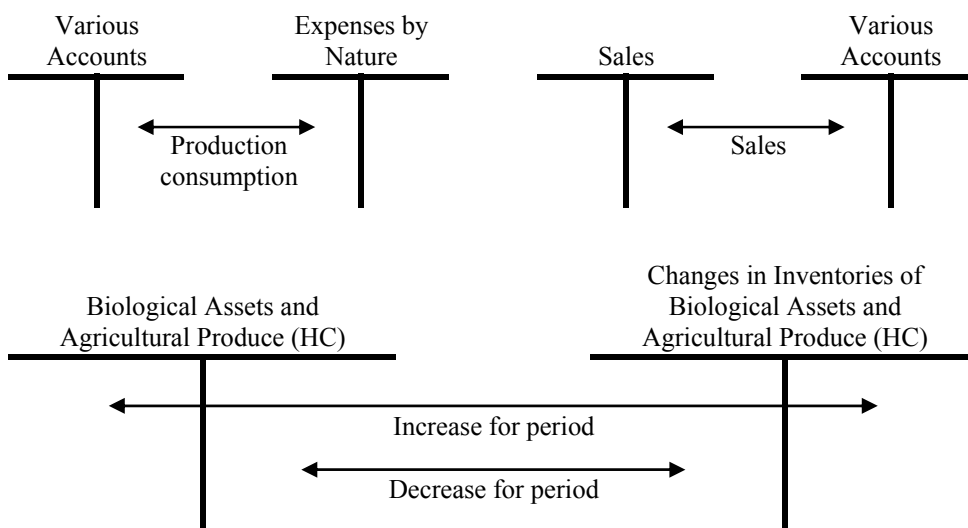 Various
Accounts
Expenses by
Nature
Sales
Various
Accounts
Production
consumption
Sales
Biological Assets and
Agricultural Produce (HC)
Changes in Inventories of
Biological Assets and
Agricultural Produce (HC)
Increase for period
Decrease for period